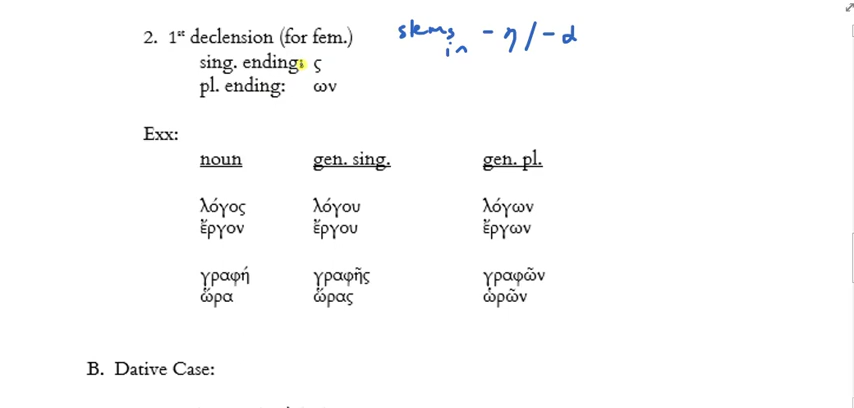 2. 1st declension (for fem.) stems in -η/-α
sing. ending: ς
pl. ending: ων
Exx:
noun gen. sing. gen. pl.
λόγος λόγου λόγων
ἔργον ἔργου ἔργων
γραφή γραφῆς γραφῶν
ὥρα ὥρας ὡρῶν
B. Dative Case: